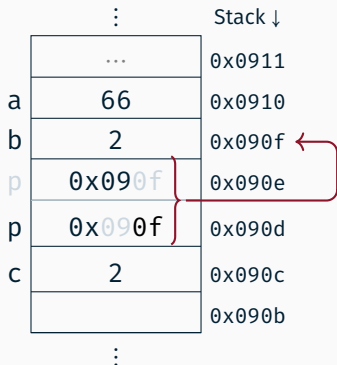 ⋮ Stack ↓
... 0x0911
a 66 0x0910
b 2 0x090f
p 0x090f 0x090e
p 0x090f 0x090d
c 2 0x090c
0x090b
⋮